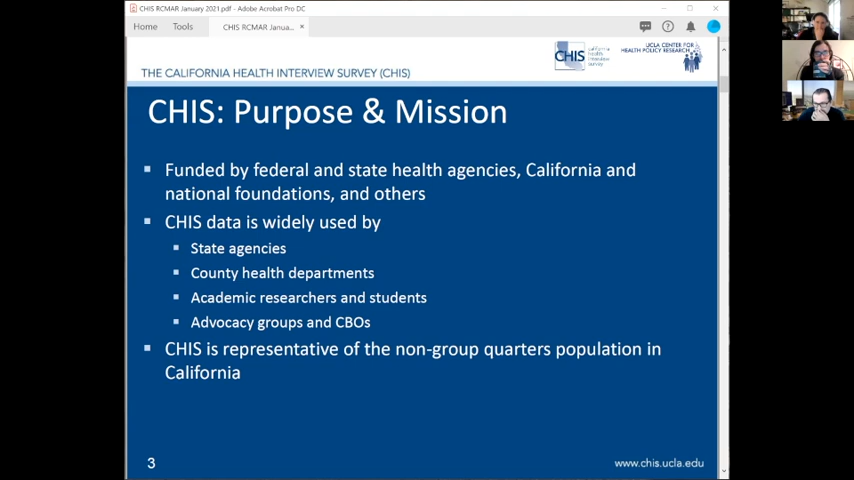 CHIS RCMAR January 2021.pdf - Adobe Acrobat Pro DC
Home Tools CHIS RCMAR Janua... ×
CHIS california health interview survey
UCLA CENTER FOR
HEALTH POLICY RESEARCH
THE CALIFORNIA HEALTH INTERVIEW SURVEY (CHIS)
CHIS: Purpose & Mission
Funded by federal and state health agencies, California and
national foundations, and others
CHIS data is widely used by
State agencies
County health departments
Academic researchers and students
Advocacy groups and CBOs
CHIS is representative of the non-group quarters population in
California
3
www.chis.ucla.edu